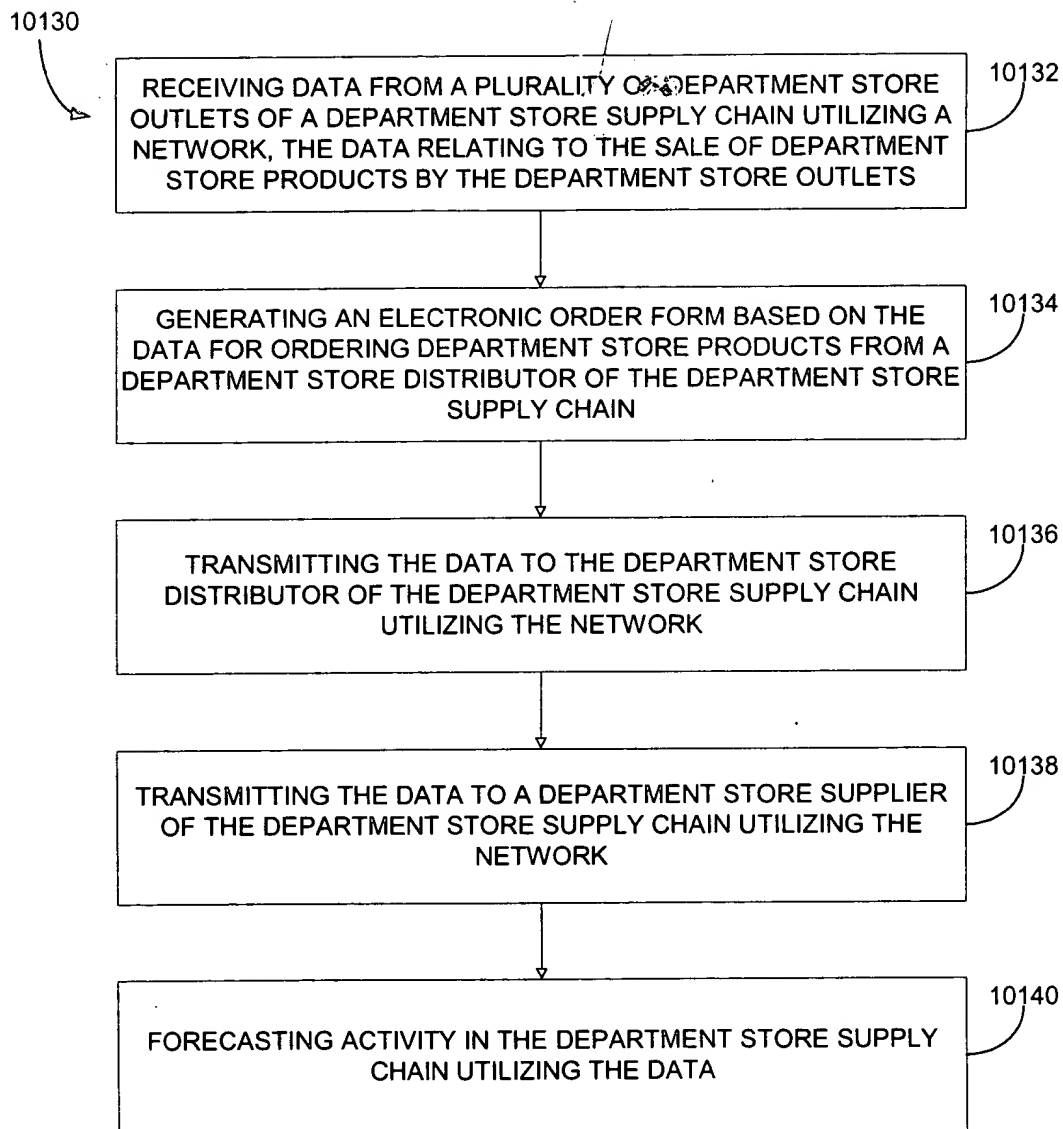 10130
10132
RECEIVING DATA FROM A PLURALITY DEPARTMENT STORE
OUTLETS OF A DEPARTMENT STORE SUPPLY CHAIN UTILIZING A
NETWORK, THE DATA RELATING TO THE SALE OF DEPARTMENT
STORE PRODUCTS BY THE DEPARTMENT STORE OUTLETS
10134
GENERATING AN ELECTRONIC ORDER FORM BASED ON THE
DATA FOR ORDERING DEPARTMENT STORE PRODUCTS FROM A
DEPARTMENT STORE DISTRIBUTOR OF THE DEPARTMENT STORE
SUPPLY CHAIN
10136
TRANSMITTING THE DATA TO THE DEPARTMENT STORE
DISTRIBUTOR OF THE DEPARTMENT STORE SUPPLY CHAIN
UTILIZING THE NETWORK
10138
TRANSMITTING THE DATA TO A DEPARTMENT STORE SUPPLIER
OF THE DEPARTMENT STORE SUPPLY CHAIN UTILIZING THE
NETWORK
10140
FORECASTING ACTIVITY IN THE DEPARTMENT STORE SUPPLY
CHAIN UTILIZING THE DATA